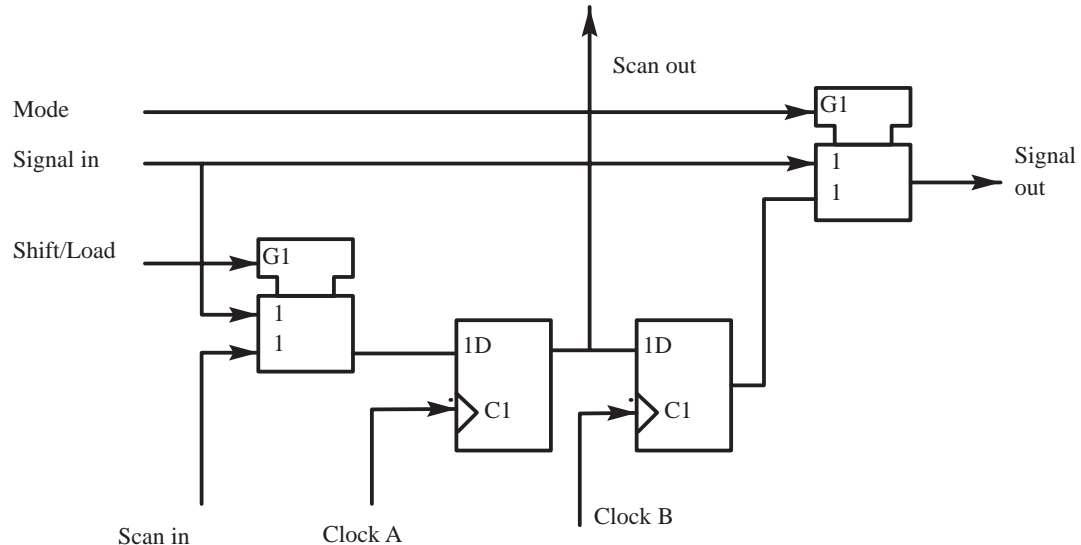 Scan out
Mode
G1
Signal in
1
Signal
out
1
Shift/Load
G1
1
1
1D
1D
C1
C1
Scan in
Clock A
Clock B